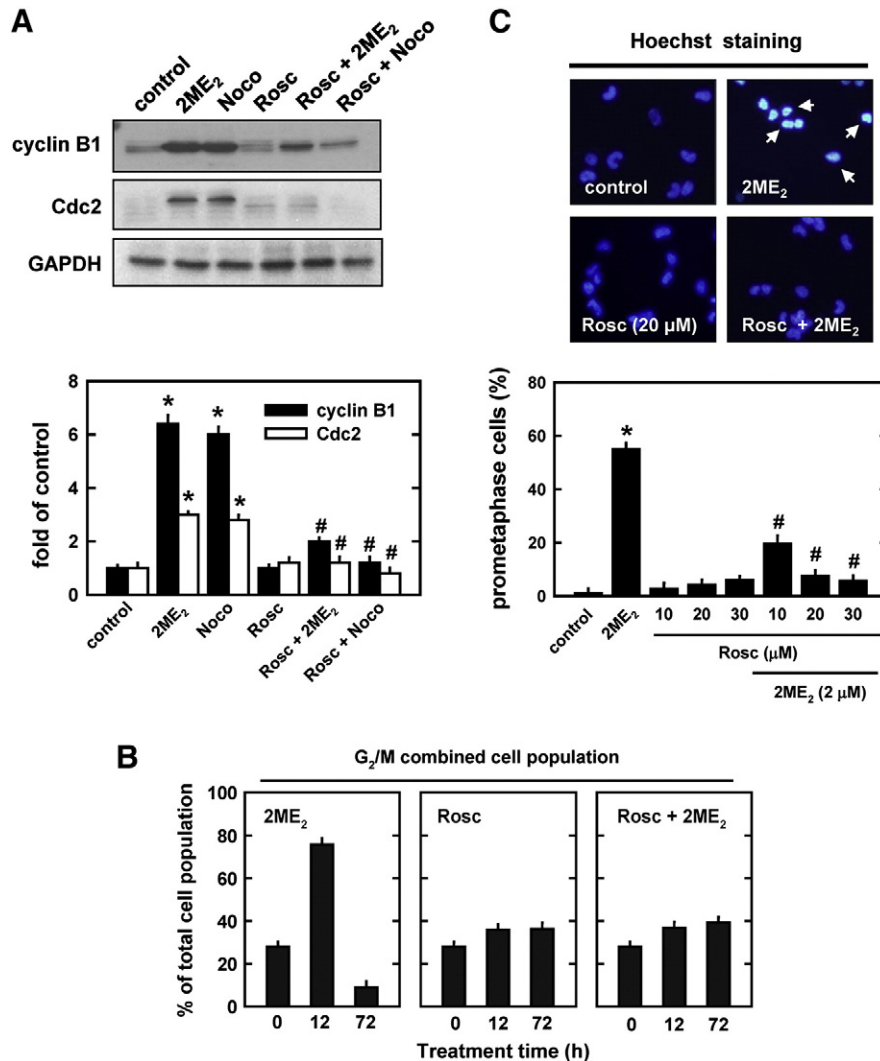 A
control
2ME₂
Noco
Rosc
Rosc + 2ME₂
Rosc + Noco
cyclin B1
Cdc2
GAPDH
fold of control
8
6
4
2
0
* * * *
# # # #
cyclin B1
Cdc2
control
2ME₂
Noco
Rosc
Rosc + 2ME₂
Rosc + Noco
C
Hoechst staining
control
2ME₂
Rosc (20 μM)
Rosc + 2ME₂
prometaphase cells (%)
80
60
40
20
0
*
# # #
control
2ME₂
10 20 30 10 20 30
Rosc (μM)
2ME₂ (2 μM)
B
G₂/M combined cell population
% of total cell population
100
80
60
40
20
0
2ME₂
Rosc
Rosc + 2ME₂
0 12 72 0 12 72 0 12 72
Treatment time (h)